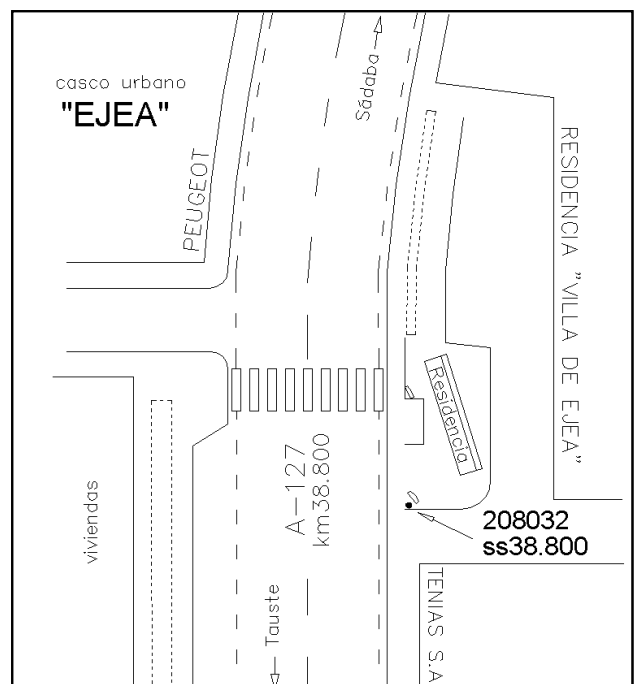 casco urbano
"EJEA"
PEUGEOT
Sádaba
RESIDENCIA "VILLA DE EJEA"
Residencia
A-127
km38.800
viviendas
208032
ss38.800
Tauste
TENIAS S.A